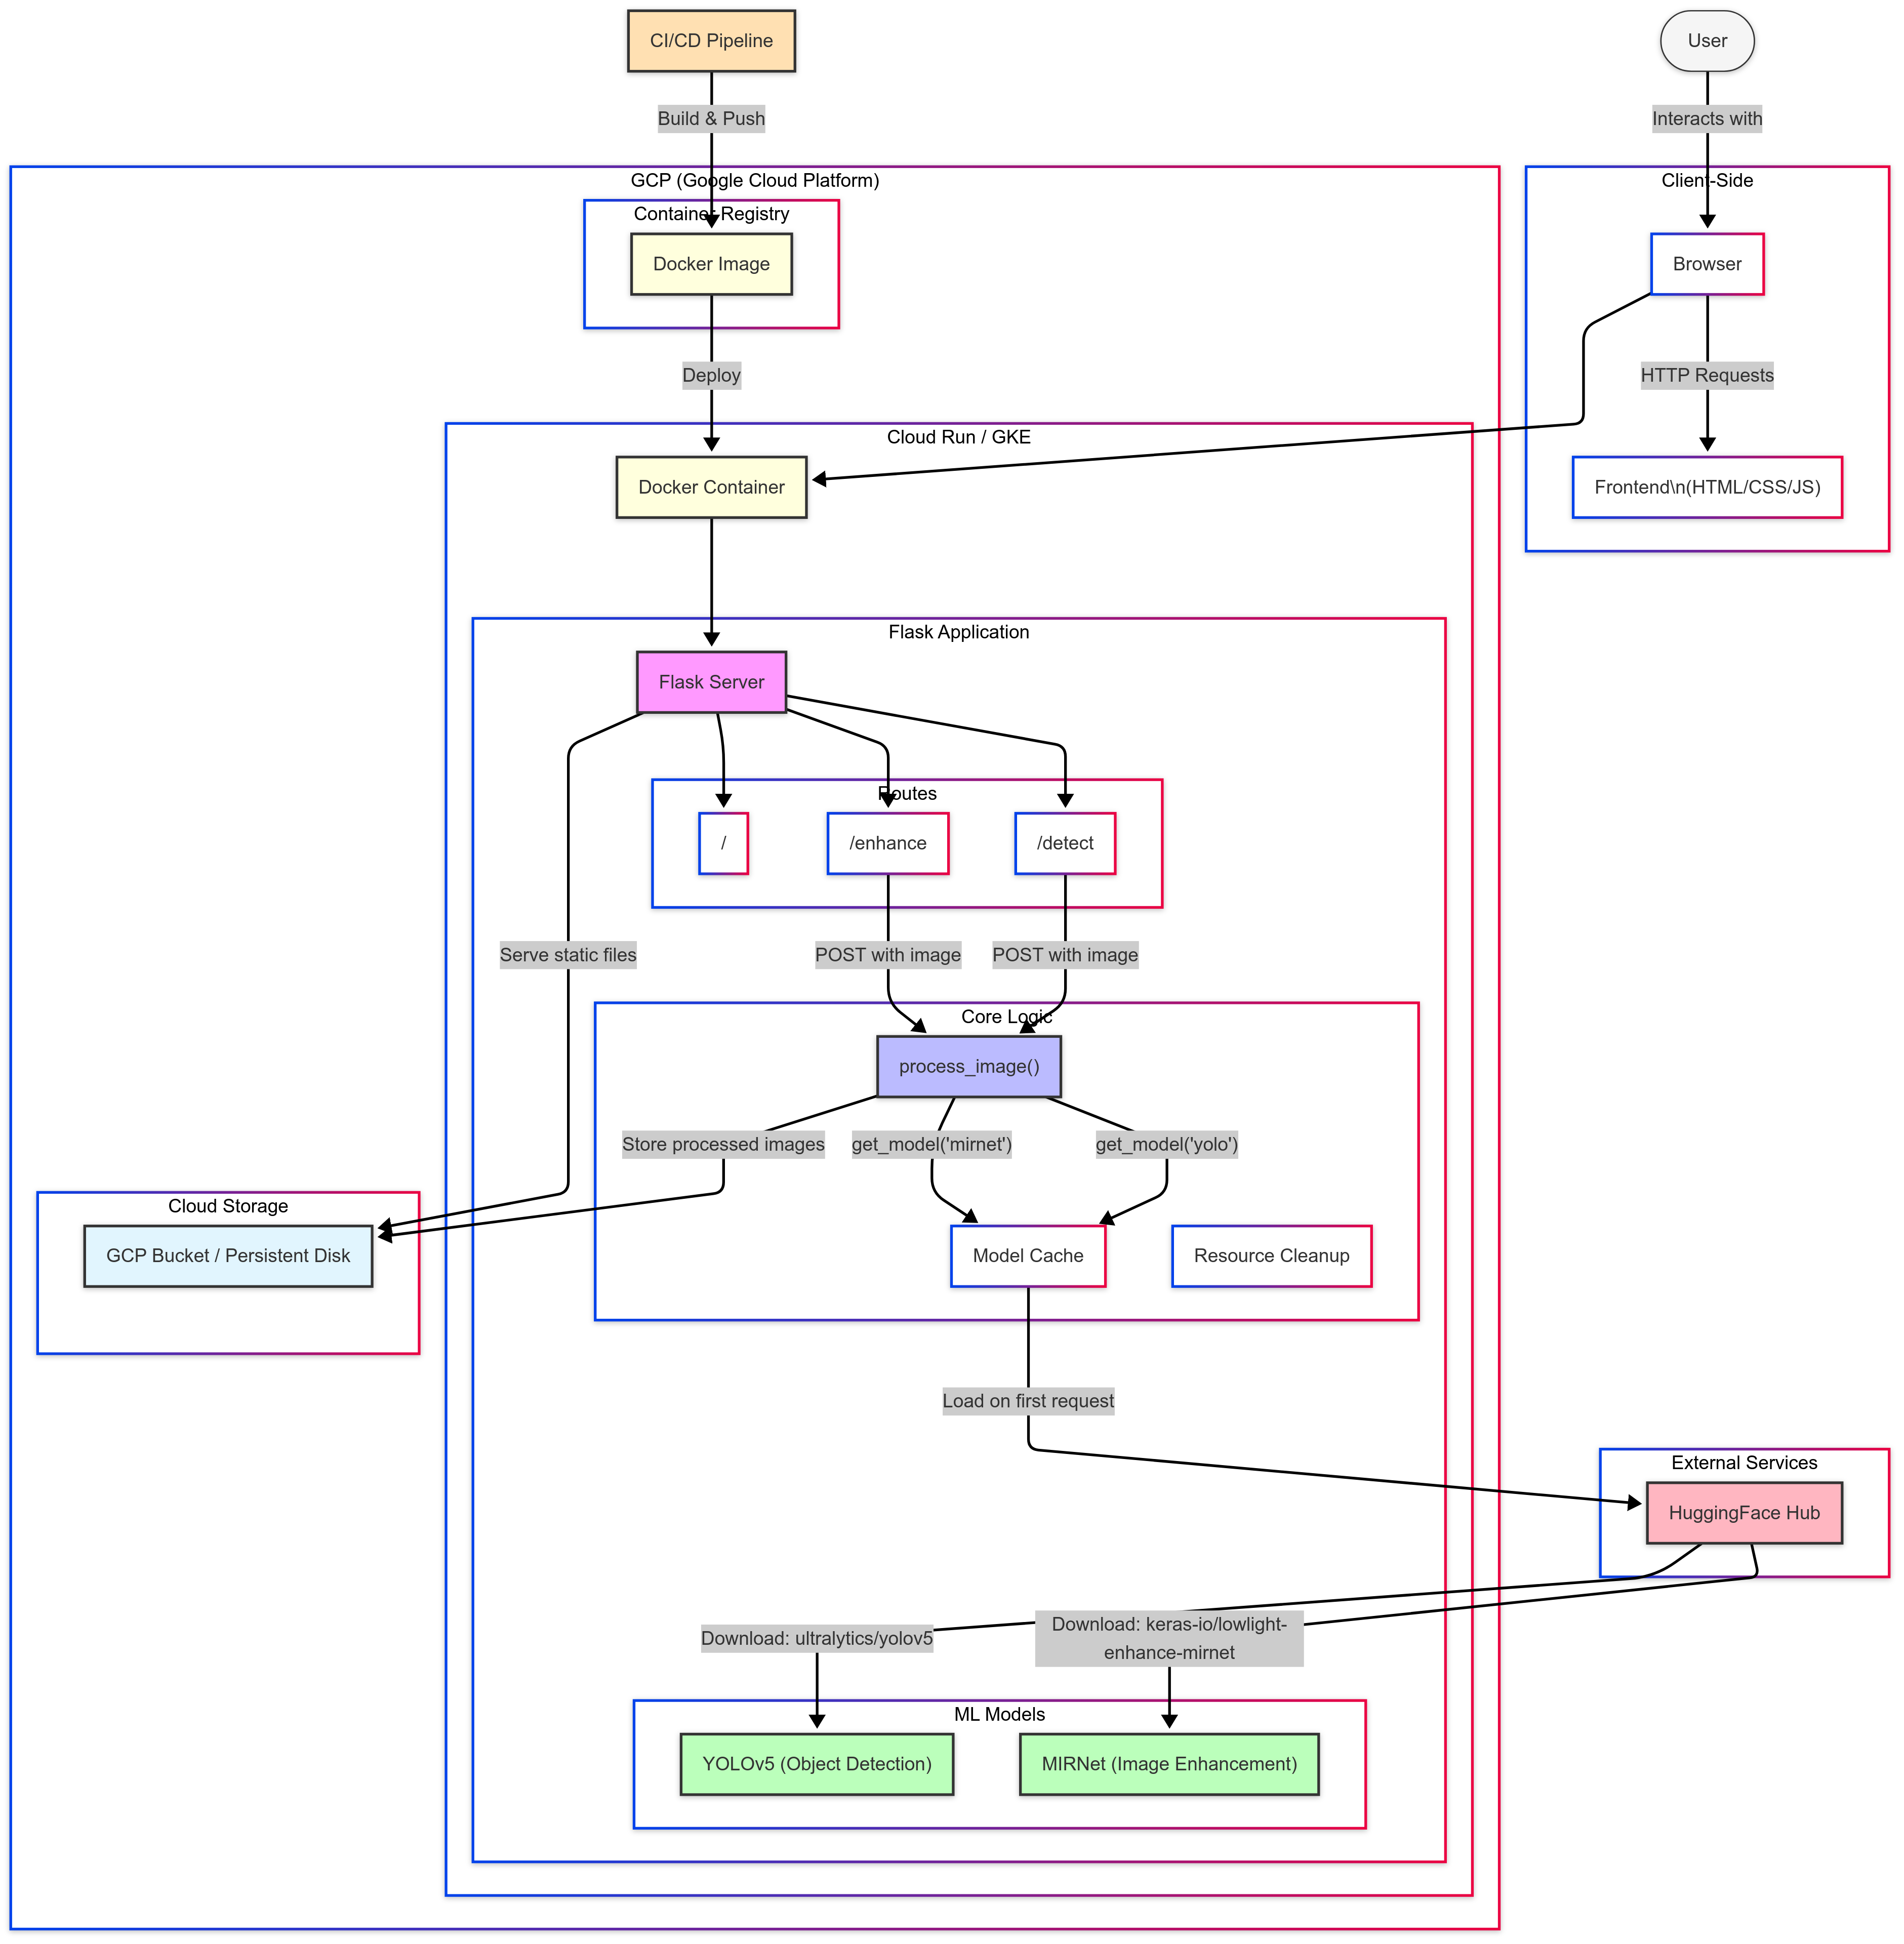 CI/CD Pipeline
User
Build & Push
Interacts with
GCP (Google Cloud Platform)
Client-Side
Container Registry
Docker Image
Browser
Deploy
HTTP Requests
Cloud Run / GKE
Docker Container
Frontend\n(HTML/CSS/JS)
Flask Application
Flask Server
Routes
/
/enhance
/detect
Serve static files
POST with image
POST with image
Core Logic
process_image()
Store processed images
get_model('mirnet')
get_model('yolo')
Cloud Storage
GCP Bucket / Persistent Disk
Model Cache
Resource Cleanup
Load on first request
External Services
HuggingFace Hub
Download: ultralytics/yolov5
Download: keras-io/lowlight-
enhance-mirnet
ML Models
YOLOv5 (Object Detection)
MIRNet (Image Enhancement)